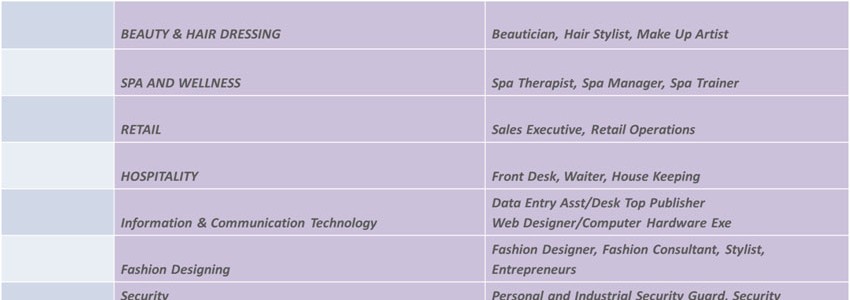 BEAUTY & HAIR DRESSING
Beautician, Hair Stylist, Make Up Artist
SPA AND WELLNESS
Spa Therapist, Spa Manager, Spa Trainer
RETAIL
Sales Executive, Retail Operations
HOSPITALITY
Front Desk, Waiter, House Keeping
Information & Communication Technology
Data Entry Asst/Desk Top Publisher
Web Designer/Computer Hardware Exe
Fashion Designing
Fashion Designer, Fashion Consultant, Stylist,
Entrepreneurs
Security
Personal and Industrial Security Guard, Security